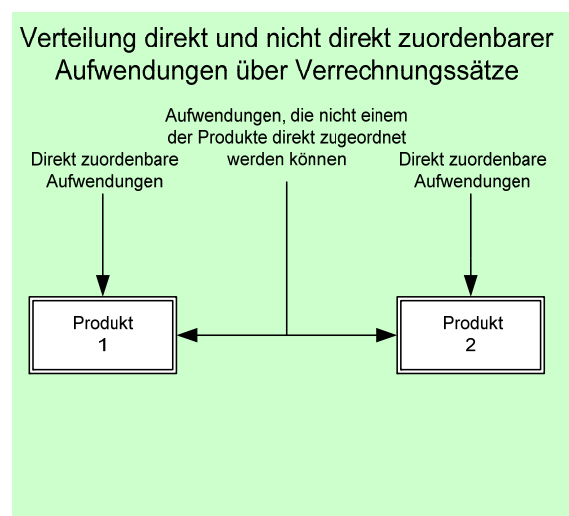 Verteilung direkt und nicht direkt zuordenbarer
Aufwendungen über Verrechnungssätze
Aufwendungen, die nicht einem
der Produkte direkt zugeordnet
werden können
Direkt zuordenbare
Aufwendungen
Direkt zuordenbare
Aufwendungen
Produkt
1
Produkt
2